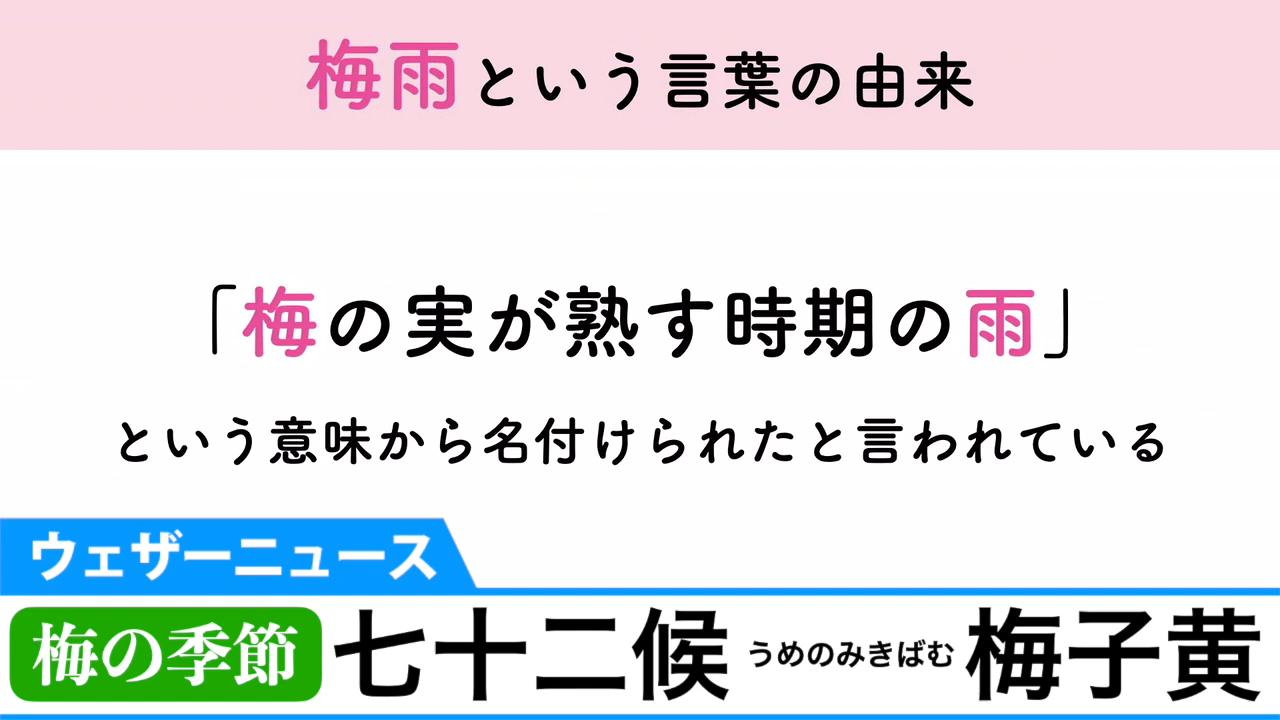 梅雨という言葉の由来
「梅の実が熟す時期の雨」
という意味から名付けられたと言われている
ウェザーニュース
梅の季節 七十二候 うめのみきばむ 梅子黄